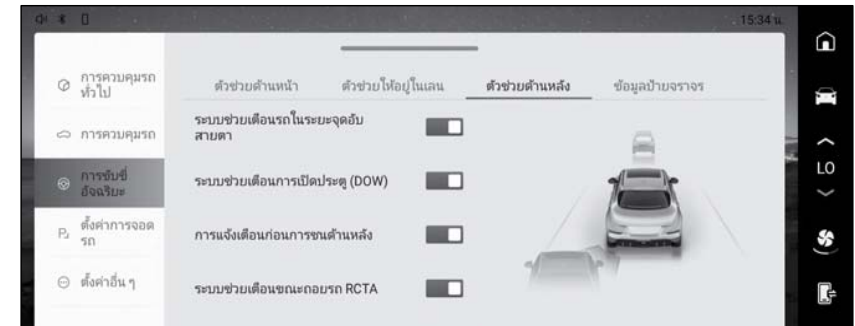 15:34 น.
การควบคุมรถ
ทั่วไป
การควบคุมรถ
การขับขี่
อัจฉริยะ
ตั้งค่าการจอด
รถ
ตั้งค่าอื่น ๆ
ตัวช่วยด้านหน้า ตัวช่วยให้อยู่ในเลน ตัวช่วยด้านหลัง ข้อมูลป้ายจราจร
ระบบช่วยเตือนรถในระยะจุดอับ
สายตา
ระบบช่วยเตือนการเปิดประตู (DOW)
การแจ้งเตือนก่อนการชนด้านหลัง
ระบบช่วยเตือนขณะถอยรถ RCTA
LO